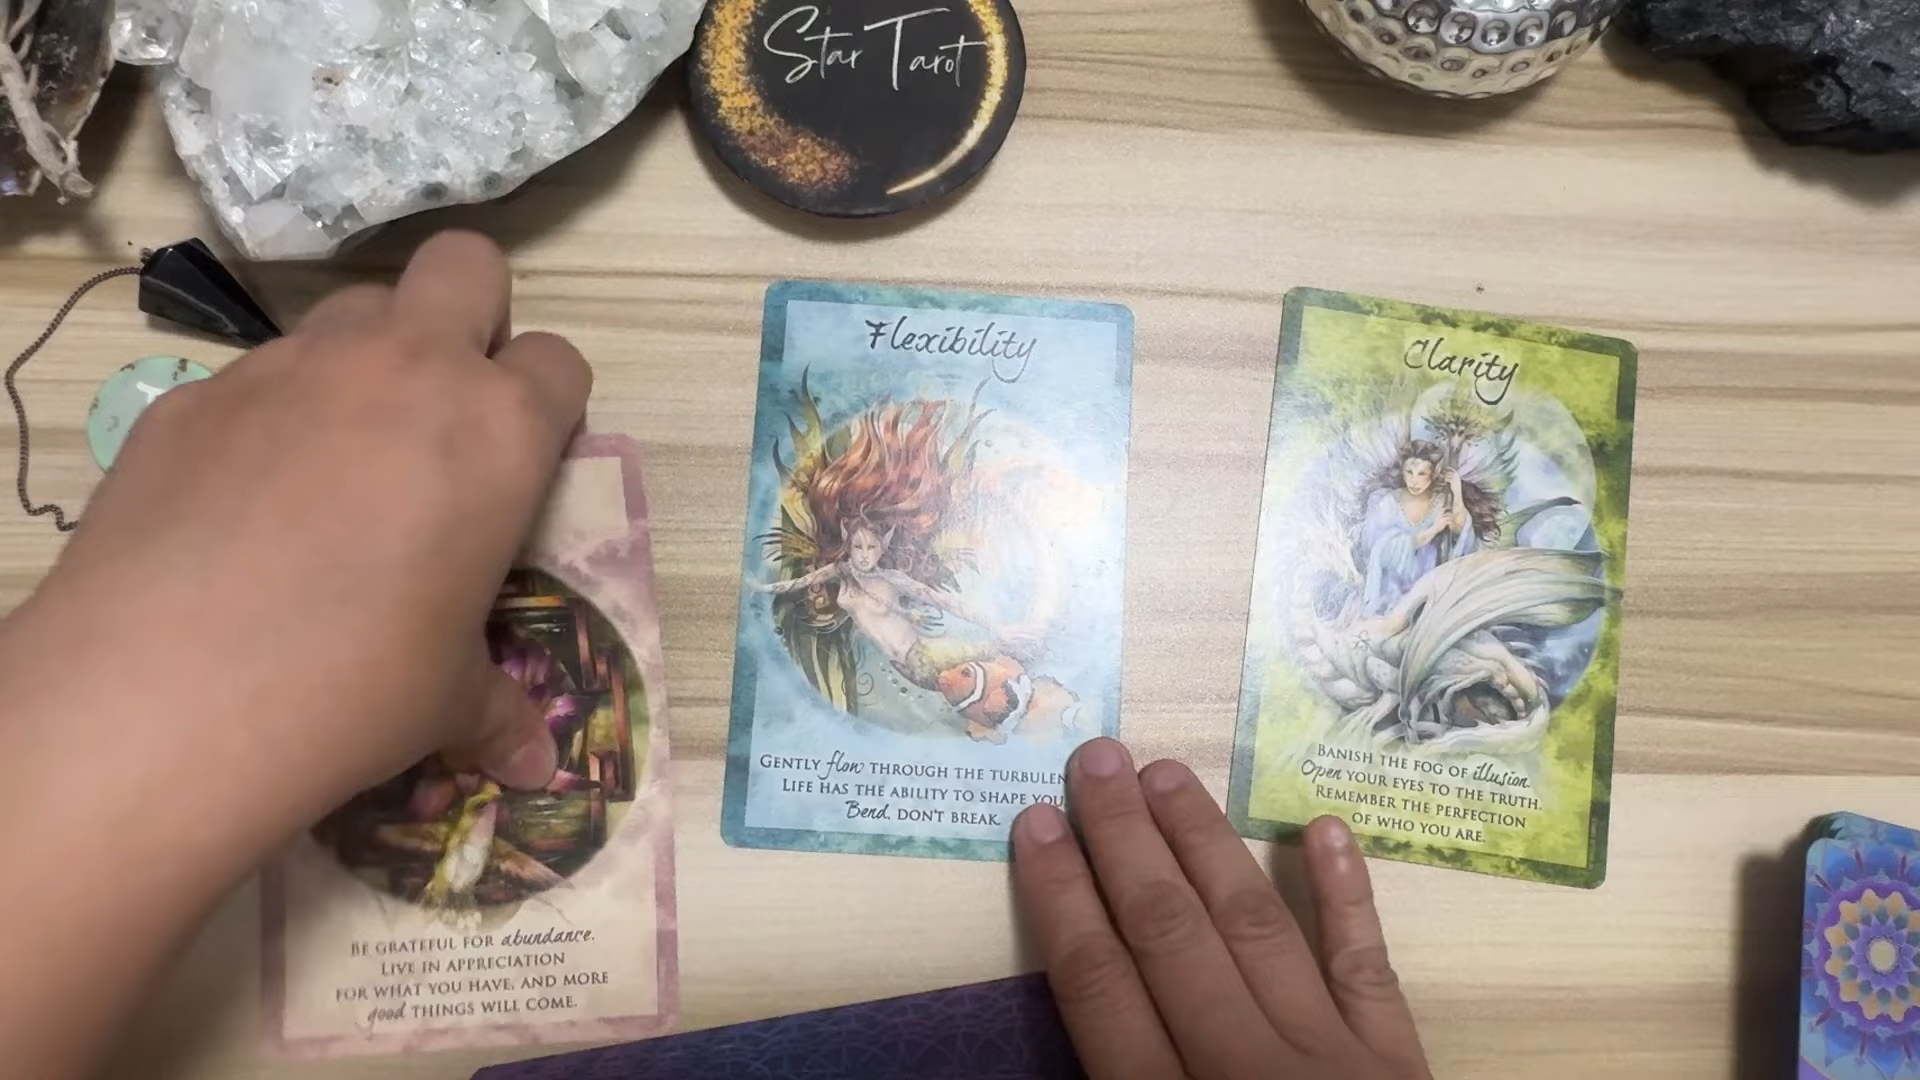 Star Tarot
Flexibility
GENTLY flow THROUGH THE
LIFE HAS THE ABILITY TO SHAPE
Bend, DON'T BREAK.
Clarity
BANISH THE FOG OF illusion.
Open YOUR EYES TO THE TRUTH.
REMEMBER THE PERFECTION
OF WHO YOU ARE.
BE GRATEFUL FOR abundance.
LIVE IN APPRECIATION
FOR WHAT YOU HAVE, AND MORE
good THINGS WILL COME.